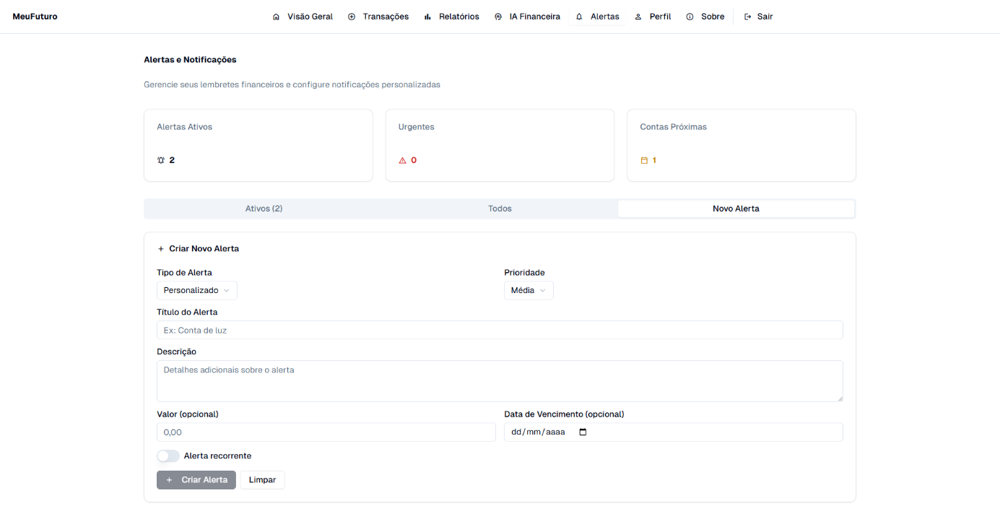 MeuFuturo Visão Geral Transações Relatórios IA Financeira Alertas Perfil Sobre Sair
Alertas e Notificações
Gerencie seus lembretes financeiros e configure notificações personalizadas
Alertas Ativos Urgentes Contas Próximas
2 0 1
Ativos (2) Todos Novo Alerta
+ Criar Novo Alerta
Tipo de Alerta Prioridade
Personalizado Média
Título do Alerta
Ex: Conta de luz
Descrição
Detalhes adicionais sobre o alerta
Valor (opcional) Data de Vencimento (opcional)
0,00 dd/mm/aaaa
Alerta recorrente
+ Criar Alerta Limpar